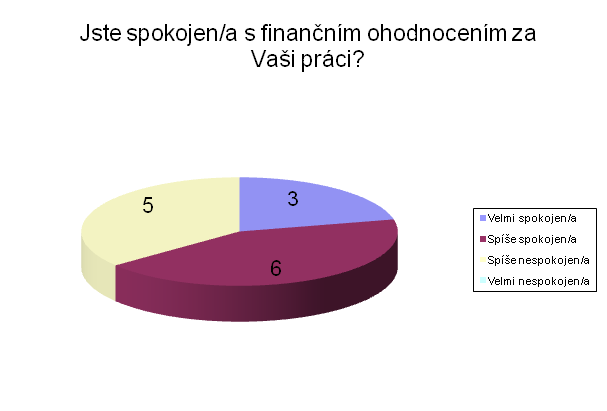 Jste spokojen/a s finančním ohodnocením za
Vaši práci?
3
5
6
Velmi spokojen/a
Spíše spokojen/a
Spíše nespokojen/a
Velmi nespokojen/a